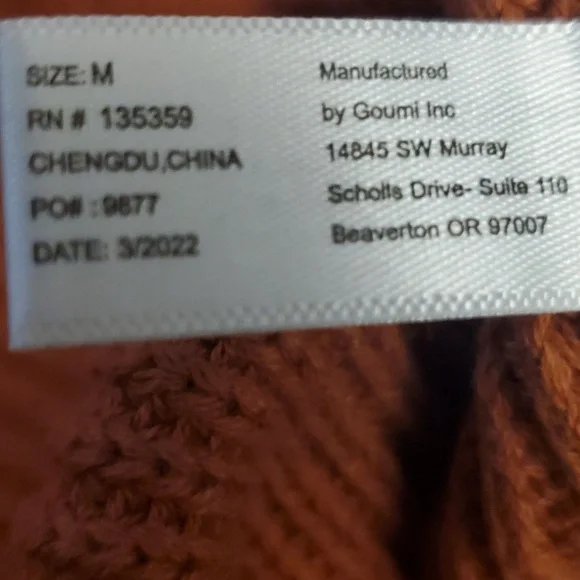 SIZE: M
RN # 135359
CHENGDU,CHINA
PO# : 9877
DATE: 3/2022
Manufactured
by Goumi Inc
14845 SW Murray
Scholls Drive- Suite 110
Beaverton OR 97007